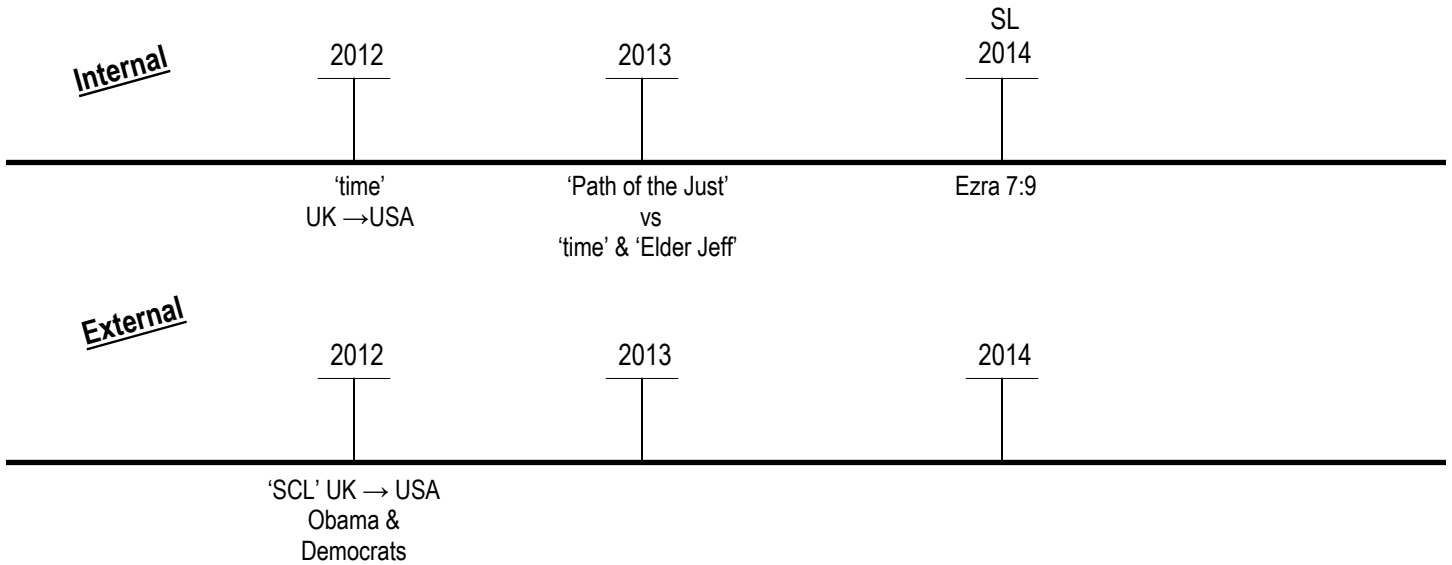 Internal
2012
2013
SL
2014
‘time’
UK →USA
‘Path of the Just’
vs
‘time’ & ‘Elder Jeff’
Ezra 7:9
External
2012
2013
2014
‘SCL’ UK → USA
Obama &
Democrats